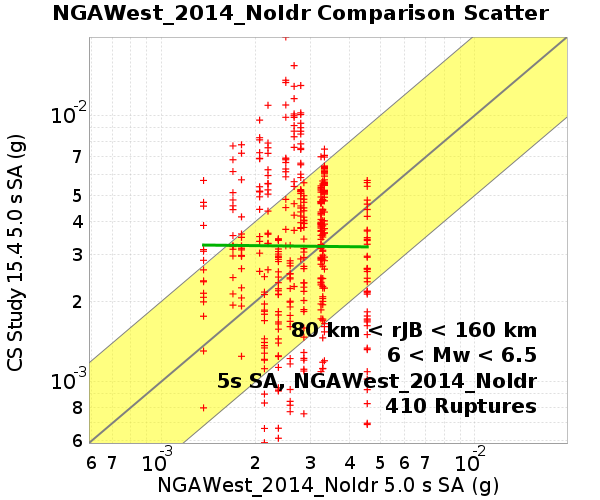 NGAWest_2014_NoIdr Comparison Scatter
CS Study 15.4 5.0 s SA (g)
10-2
7
5
4
3
2
10-3
8
6
80 km < rJB < 160 km
6 < Mw < 6.5
5s SA, NGAWest_2014_NoIdr
410 Ruptures
6 7 10-3 2 3 4 5 6 7 10-2
NGAWest_2014_NoIdr 5.0 s SA (g)